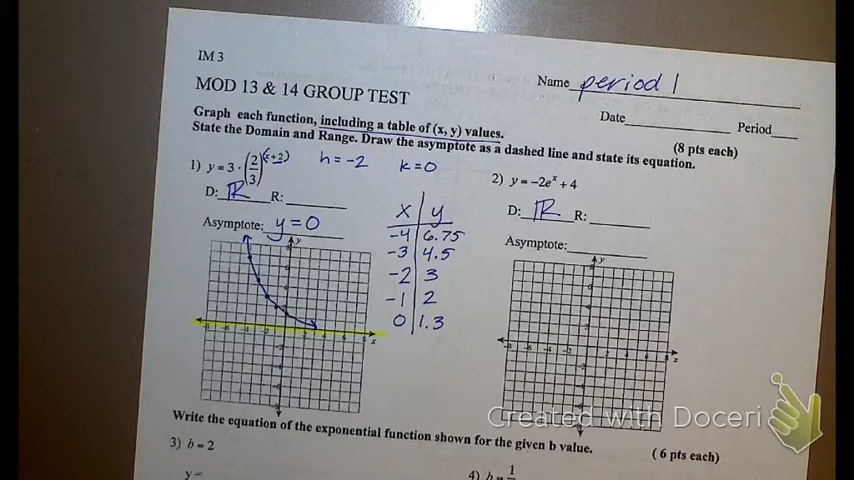 IM 3
Name period 1
MOD 13 & 14 GROUP TEST
Date Period
Graph each function, including a table of (x, y) values. (8 pts each)
State the Domain and Range. Draw the asymptote as a dashed line and state its equation.
1) y = 3 · (2/3)^(x+2) h = -2 k = 0
2) y = -2e^x + 4
D: ℝ R:
D: ℝ R:
Asymptote: y = 0
Asymptote:
x y
-4 6.75
-3 4.5
-2 3
-1 2
0 1.3
Created with Doceri
Write the equation of the exponential function shown for the given b value. ( 6 pts each)
3) b = 2
y =